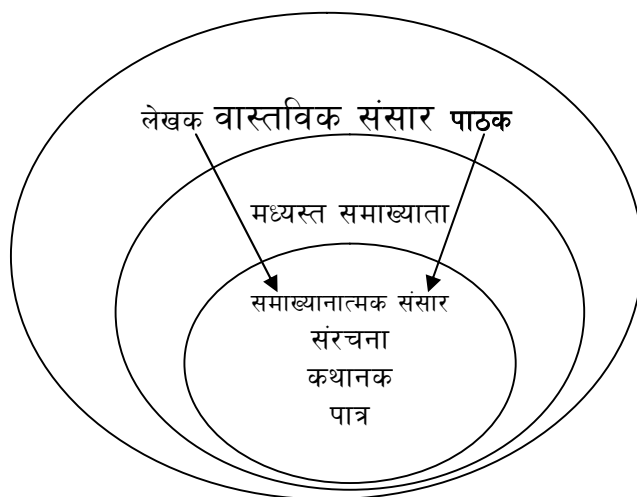 लेखक वास्तविक संसार पाठक
मध्यस्त समाख्याता
समाख्यानात्मक संसार
संरचना
कथानक
पात्र